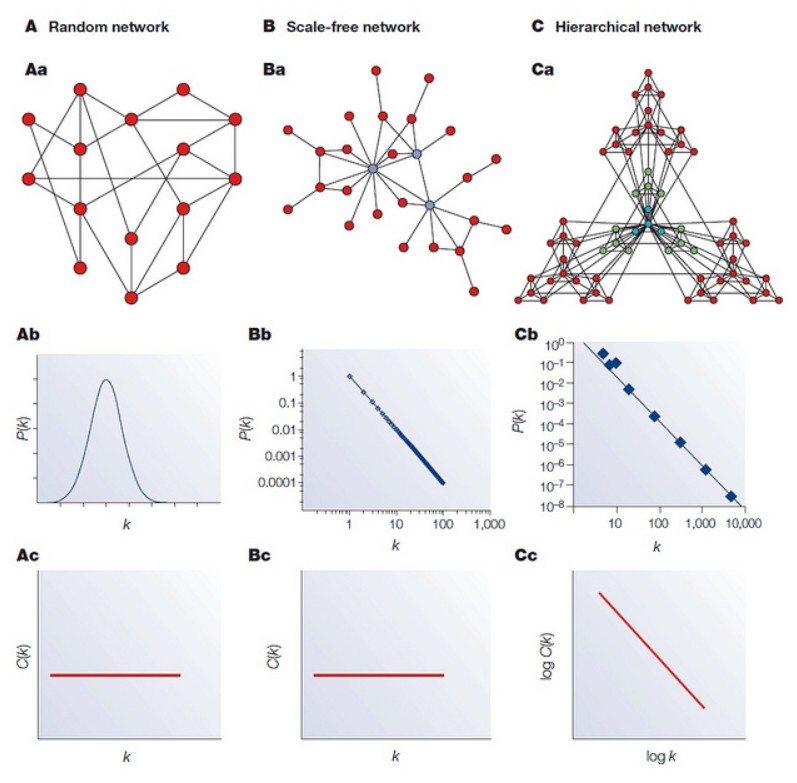 A Random network
B Scale-free network
C Hierarchical network
Aa
Ba
Ca
Ab
P(k)
k
Bb
P(k)
1
0.1
0.01
0.001
0.0001
1 10 100 1,000
k
Cb
P(k)
10⁰
10⁻¹
10⁻²
10⁻³
10⁻⁴
10⁻⁵
10⁻⁶
10⁻⁷
10⁻⁸
10 100 1,000 10,000
k
Ac
C(k)
k
Bc
C(k)
k
Cc
log C(k)
log k